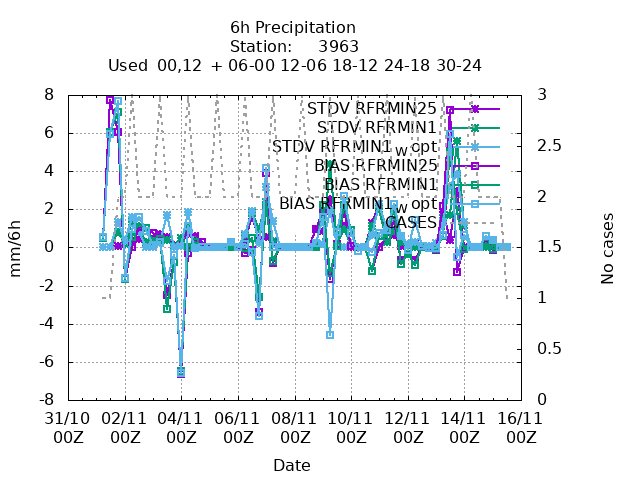 6h Precipitation
Station: 3963
Used 00,12 + 06-00 12-06 18-12 24-18 30-24
8
6
4
2
0
-2
-4
-6
-8
mm/6h
3
2.5
2
1.5
1
0.5
0
No cases
STDV RFRMIN25
STDV RFRMIN1
STDV RFRMIN1_w opt
BIAS RFRMIN25
BIAS RFRMIN1
BIAS RFRMIN1_w opt
CASES
31/10 02/11 04/11 06/11 08/11 10/11 12/11 14/11 16/11
00Z 00Z 00Z 00Z 00Z 00Z 00Z 00Z 00Z
Date